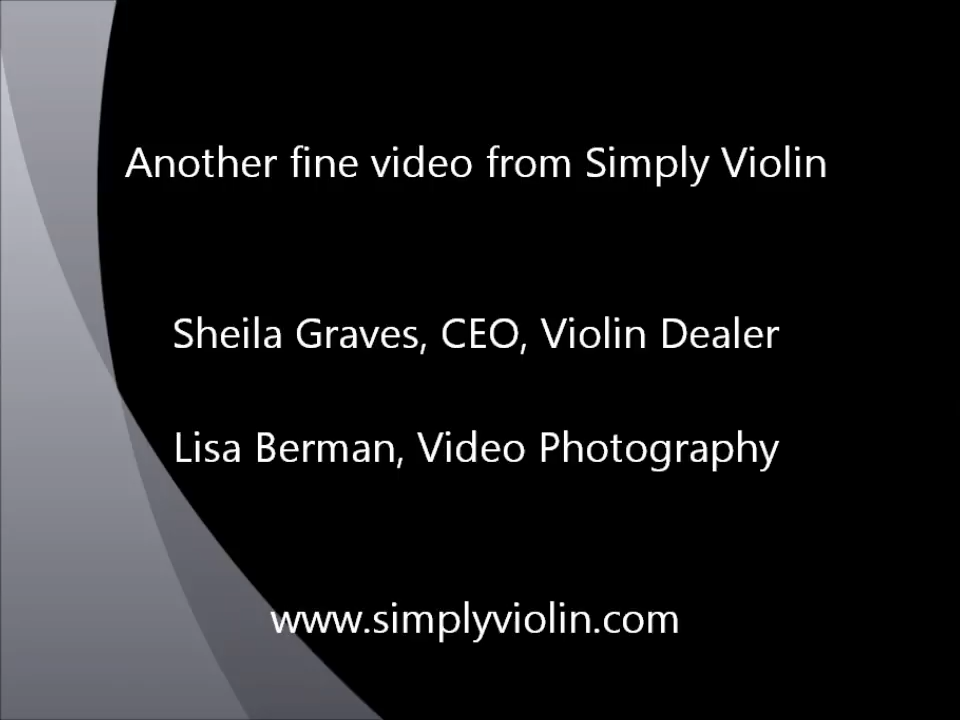 Another fine video from Simply Violin
Sheila Graves, CEO, Violin Dealer
Lisa Berman, Video Photography
www.simplyviolin.com